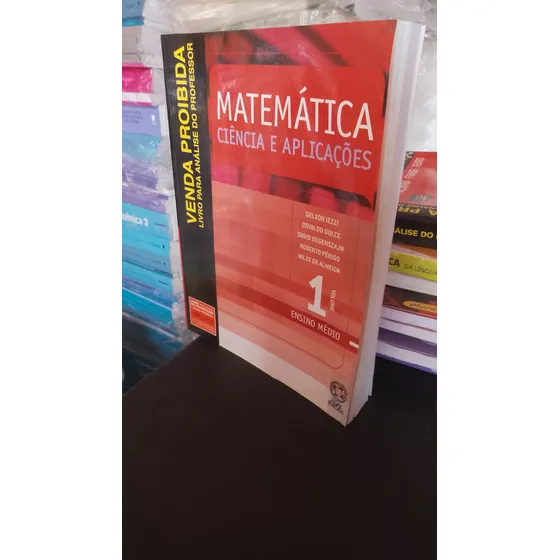 VENDA PROIBIDA
LIVRO PARA ANÁLISE DO PROFESSOR
MATEMÁTICA
CIÊNCIA E APLICAÇÕES
GELSON IEZZI
OSVALDO DOLCE
DAVID DEGENSZAJN
ROBERTO PÉRIGO
NILZE DE ALMEIDA
1
VOLUME
ENSINO MÉDIO